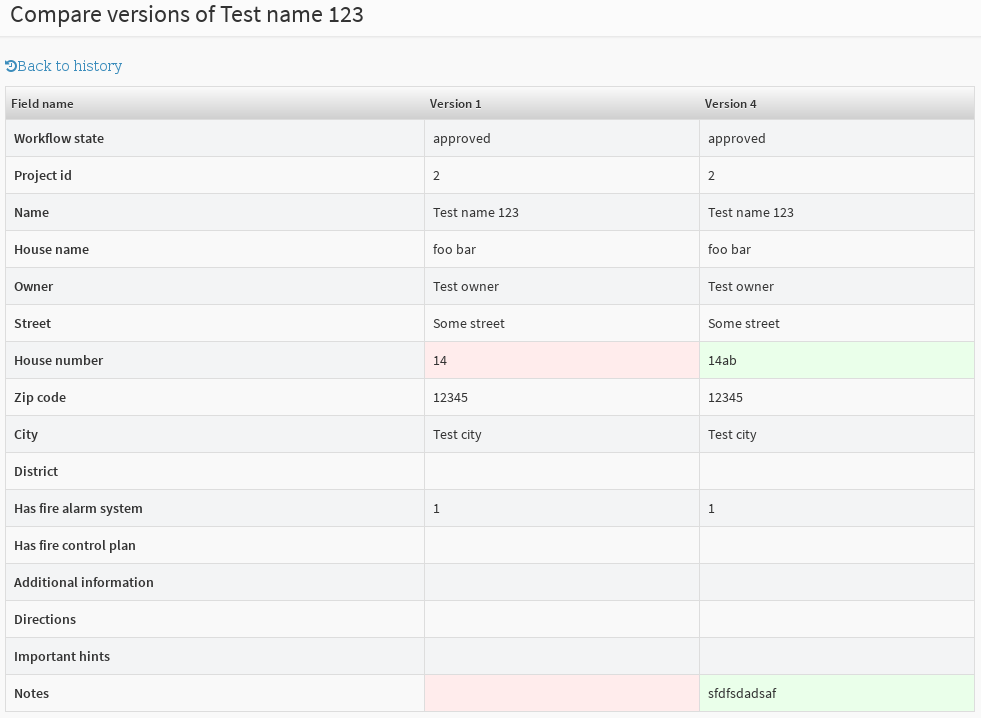 Compare versions of Test name 123
Back to history
Field name Version 1 Version 4
Workflow state approved approved
Project id 2 2
Name Test name 123 Test name 123
House name foo bar foo bar
Owner Test owner Test owner
Street Some street Some street
House number 14 14ab
Zip code 12345 12345
City Test city Test city
District
Has fire alarm system 1 1
Has fire control plan
Additional information
Directions
Important hints
Notes sfdfsdadsaf